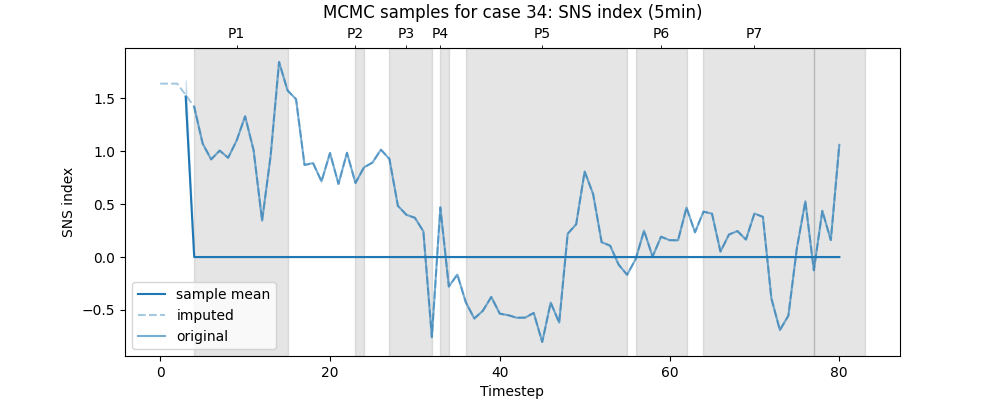 MCMC samples for case 34: SNS index (5min)
P1 P2 P3 P4 P5 P6 P7
1.5
1.0
0.5
0.0
−0.5
SNS index
sample mean
imputed
original
0 20 40 60 80
Timestep